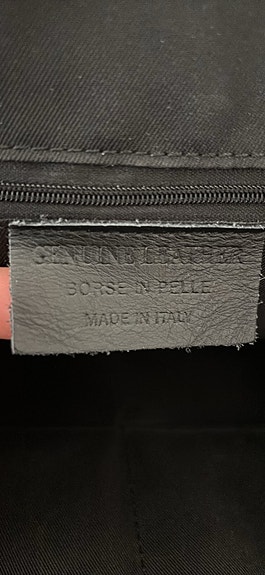 GENUINE LEATHER
BORSE IN PELLE
MADE IN ITALY